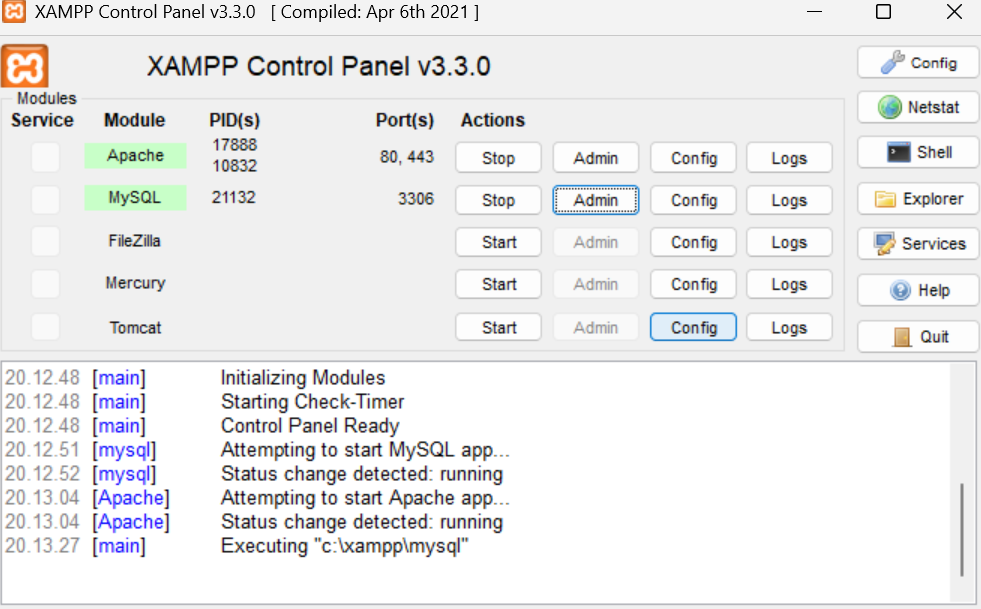 XAMPP Control Panel v3.3.0 [ Compiled: Apr 6th 2021 ]
XAMPP Control Panel v3.3.0
Config
Modules
Service Module PID(s) Port(s) Actions
Netstat
Apache 17888 10832 80, 443 Stop Admin Config Logs
Shell
MySQL 21132 3306 Stop Admin Config Logs
Explorer
FileZilla Start Admin Config Logs
Services
Mercury Start Admin Config Logs
Help
Tomcat Start Admin Config Logs
Quit
20.12.48 [main] Initializing Modules
20.12.48 [main] Starting Check-Timer
20.12.48 [main] Control Panel Ready
20.12.51 [mysql] Attempting to start MySQL app...
20.12.52 [mysql] Status change detected: running
20.13.04 [Apache] Attempting to start Apache app...
20.13.04 [Apache] Status change detected: running
20.13.27 [main] Executing "c:\xampp\mysql"